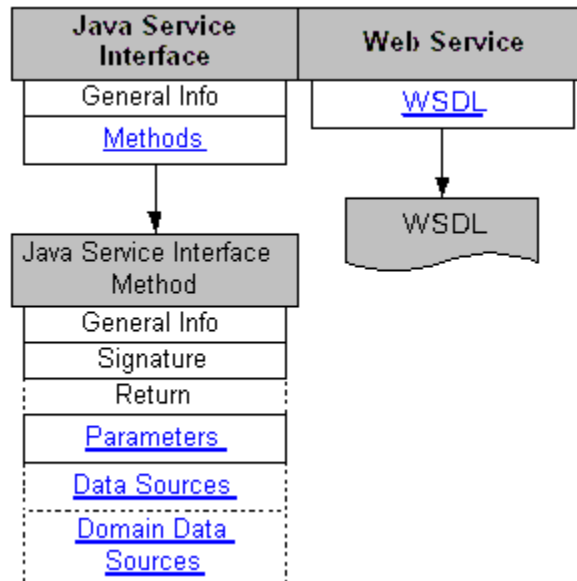 Java Service
Interface
Web Service
General Info
WSDL
Methods
WSDL
Java Service Interface
Method
General Info
Signature
Return
Parameters
Data Sources
Domain Data
Sources